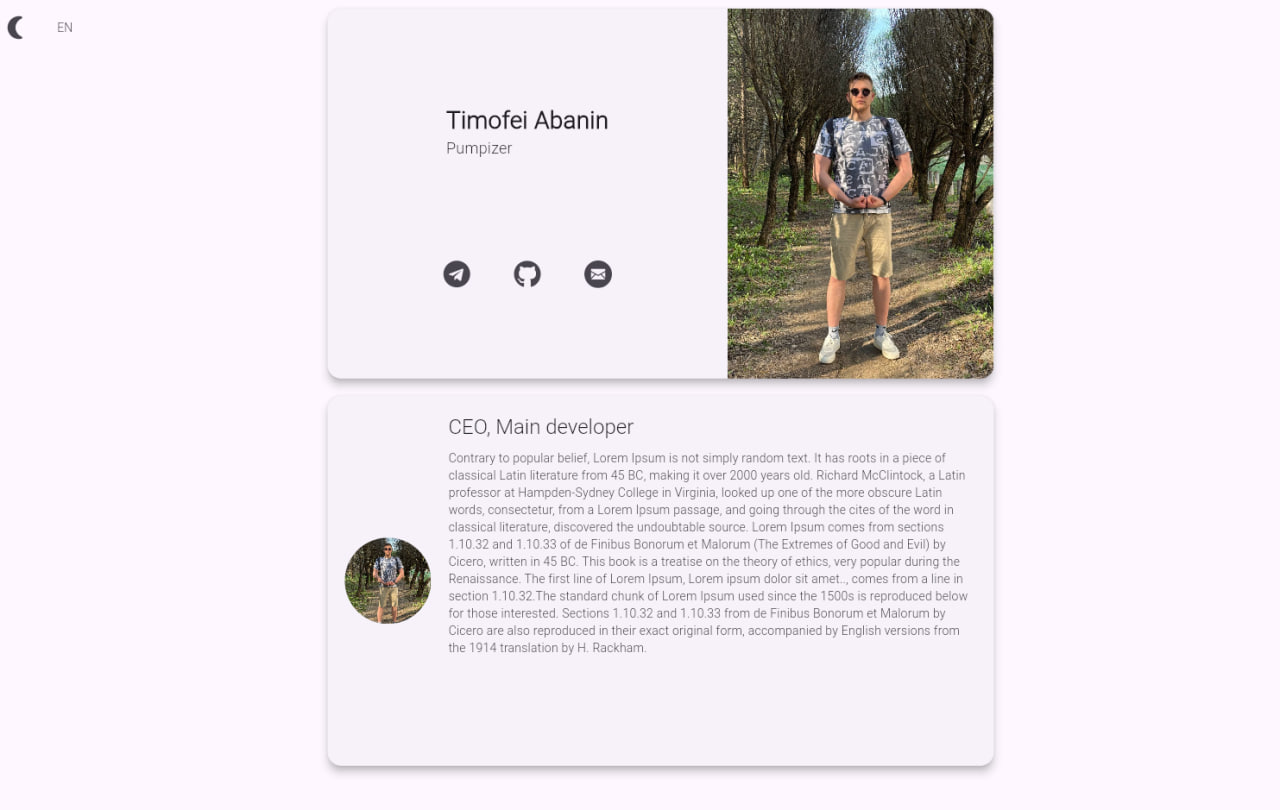 EN
Timofei Abanin
Pumpizer
CEO, Main developer
Contrary to popular belief, Lorem Ipsum is not simply random text. It has roots in a piece of
classical Latin literature from 45 BC, making it over 2000 years old. Richard McClintock, a Latin
professor at Hampden-Sydney College in Virginia, looked up one of the more obscure Latin
words, consectetur, from a Lorem Ipsum passage, and going through the cites of the word in
classical literature, discovered the undoubtable source. Lorem Ipsum comes from sections
1.10.32 and 1.10.33 of de Finibus Bonorum et Malorum (The Extremes of Good and Evil) by
Cicero, written in 45 BC. This book is a treatise on the theory of ethics, very popular during the
Renaissance. The first line of Lorem Ipsum, Lorem ipsum dolor sit amet.., comes from a line in
section 1.10.32.The standard chunk of Lorem Ipsum used since the 1500s is reproduced below
for those interested. Sections 1.10.32 and 1.10.33 from de Finibus Bonorum et Malorum by
Cicero are also reproduced in their exact original form, accompanied by English versions from
the 1914 translation by H. Rackham.